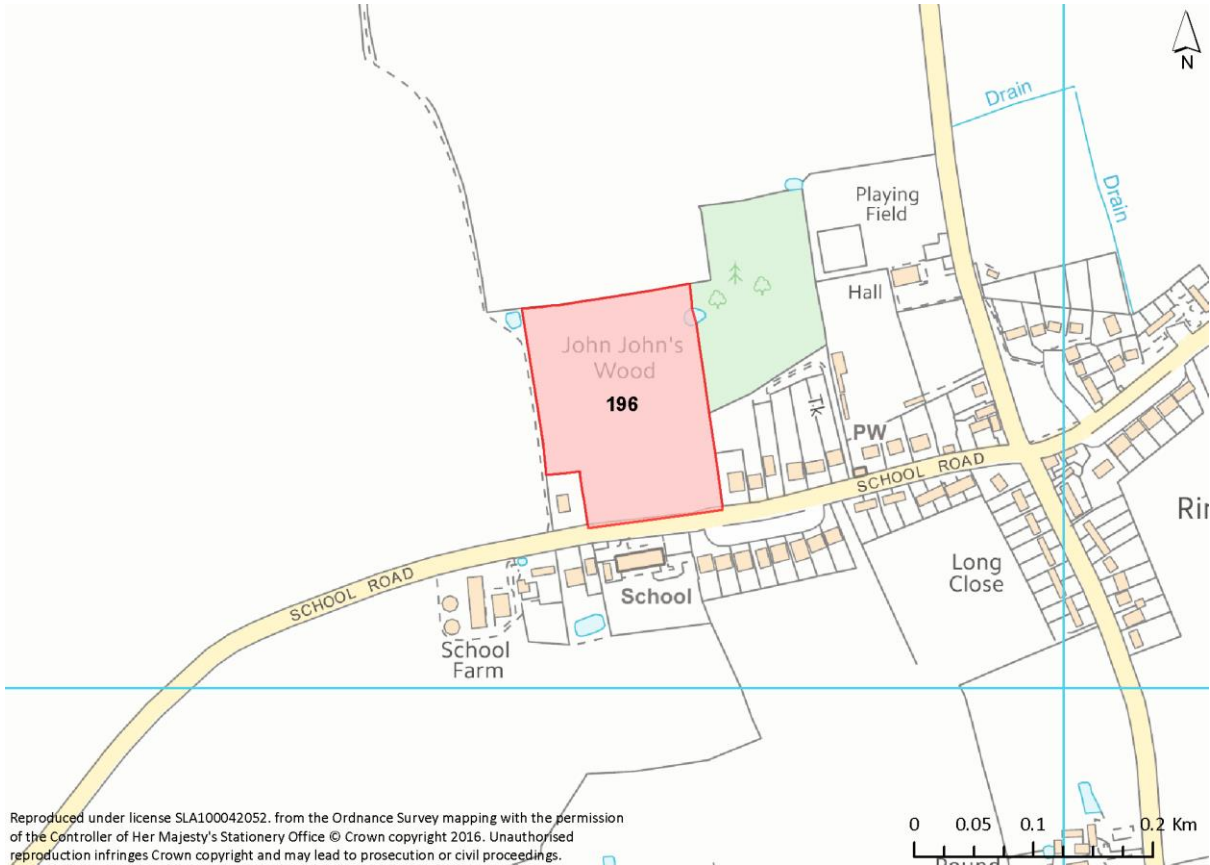 N
Drain
Drain
Playing
Field
Hall
John John's
Wood
196
Tk
PW
SCHOOL ROAD
SCHOOL ROAD
School
School
Farm
Long
Close
Reproduced under license SLA100042052. from the Ordnance Survey mapping with the permission
of the Controller of Her Majesty's Stationery Office © Crown copyright 2016. Unauthorised
reproduction infringes Crown copyright and may lead to prosecution or civil proceedings.
0 0.05 0.1 0.2 Km